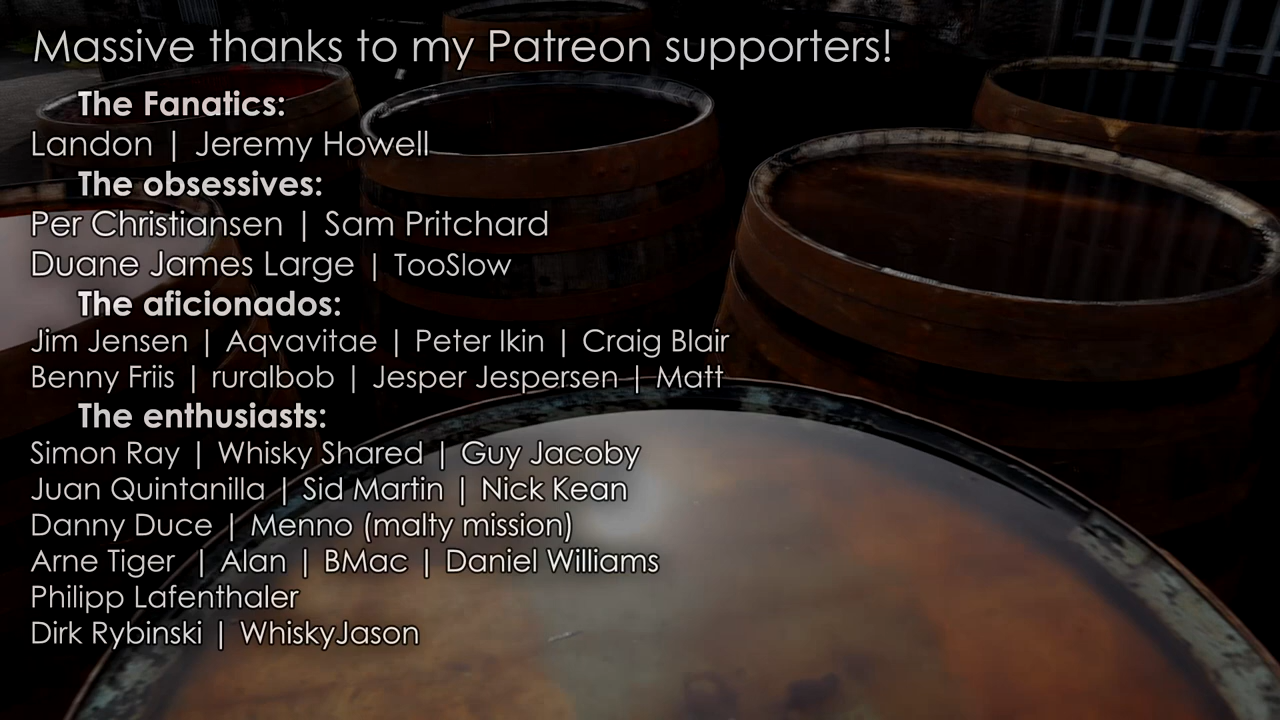 Massive thanks to my Patreon supporters!
The Fanatics:
Landon | Jeremy Howell
The obsessives:
Per Christiansen | Sam Pritchard
Duane James Large | TooSlow
The aficionados:
Jim Jensen | Aqvavitae | Peter Ikin | Craig Blair
Benny Friis | ruralbob | Jesper Jespersen | Matt
The enthusiasts:
Simon Ray | Whisky Shared | Guy Jacoby
Juan Quintanilla | Sid Martin | Nick Kean
Danny Duce | Menno (malty mission)
Arne Tiger | Alan | BMac | Daniel Williams
Philipp Lafenthaler
Dirk Rybinski | WhiskyJason